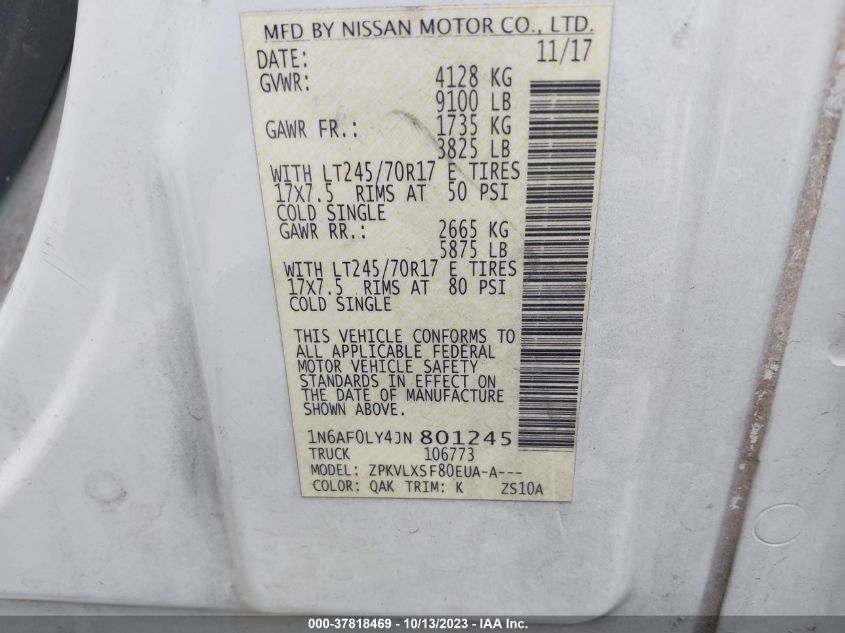 MFD BY NISSAN MOTOR CO., LTD.
DATE: 11/17
GVWR: 4128 KG
9100 LB
GAWR FR.: 1735 KG
3825 LB
WITH LT245/70R17 E TIRES
17X7.5 RIMS AT 50 PSI
COLD SINGLE
GAWR RR.: 2665 KG
5875 LB
WITH LT245/70R17 E TIRES
17X7.5 RIMS AT 80 PSI
COLD SINGLE
THIS VEHICLE CONFORMS TO
ALL APPLICABLE FEDERAL
MOTOR VEHICLE SAFETY
STANDARDS IN EFFECT ON
THE DATE OF MANUFACTURE
SHOWN ABOVE.
1N6AF0LY4JN 801245
TRUCK 106773
MODEL: ZPKVLXSF80EUA-A---
COLOR: QAK TRIM: K ZS10A
000-37818469 - 10/13/2023 - IAA Inc.